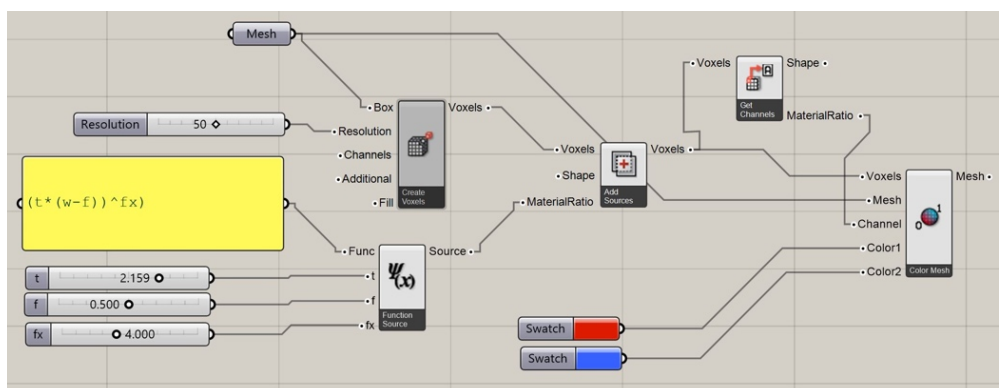 Mesh
Resolution 50
(t*(w-f))^fx)
t 2.159
f 0.500
fx 4.000
Box
Resolution
Channels
Additional
Fill
Voxels
Create
Voxels
Func
t
f
fx
Source
Ψ(x)
Function
Source
Voxels
Shape
MaterialRatio
Voxels
Add
Sources
Voxels
A
Shape
MaterialRatio
Get
Channels
Voxels
Mesh
Channel
Color1
Color2
Mesh
0
1
Color Mesh
Swatch
Swatch